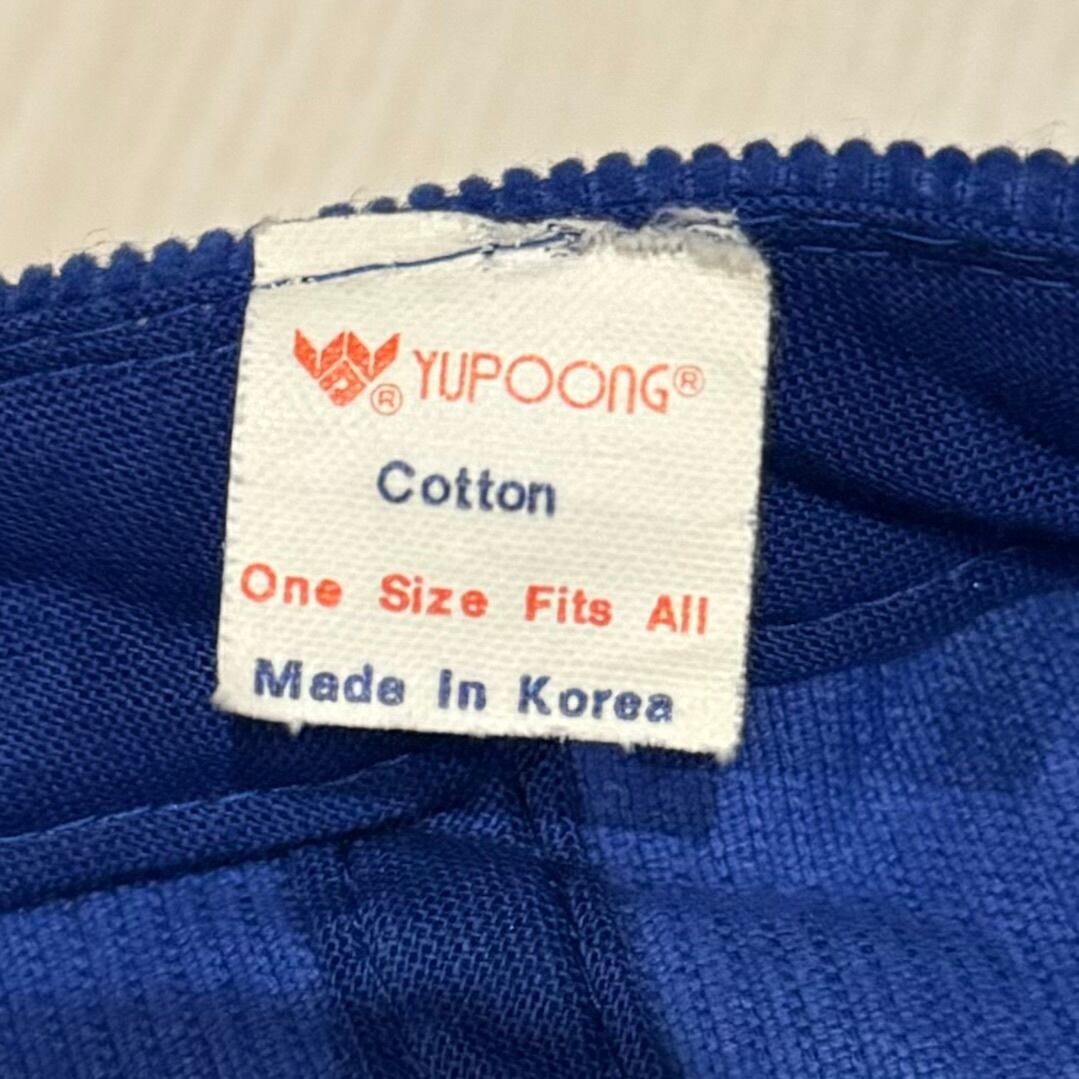 ® YUPOONG®
Cotton
One Size Fits All
Made In Korea